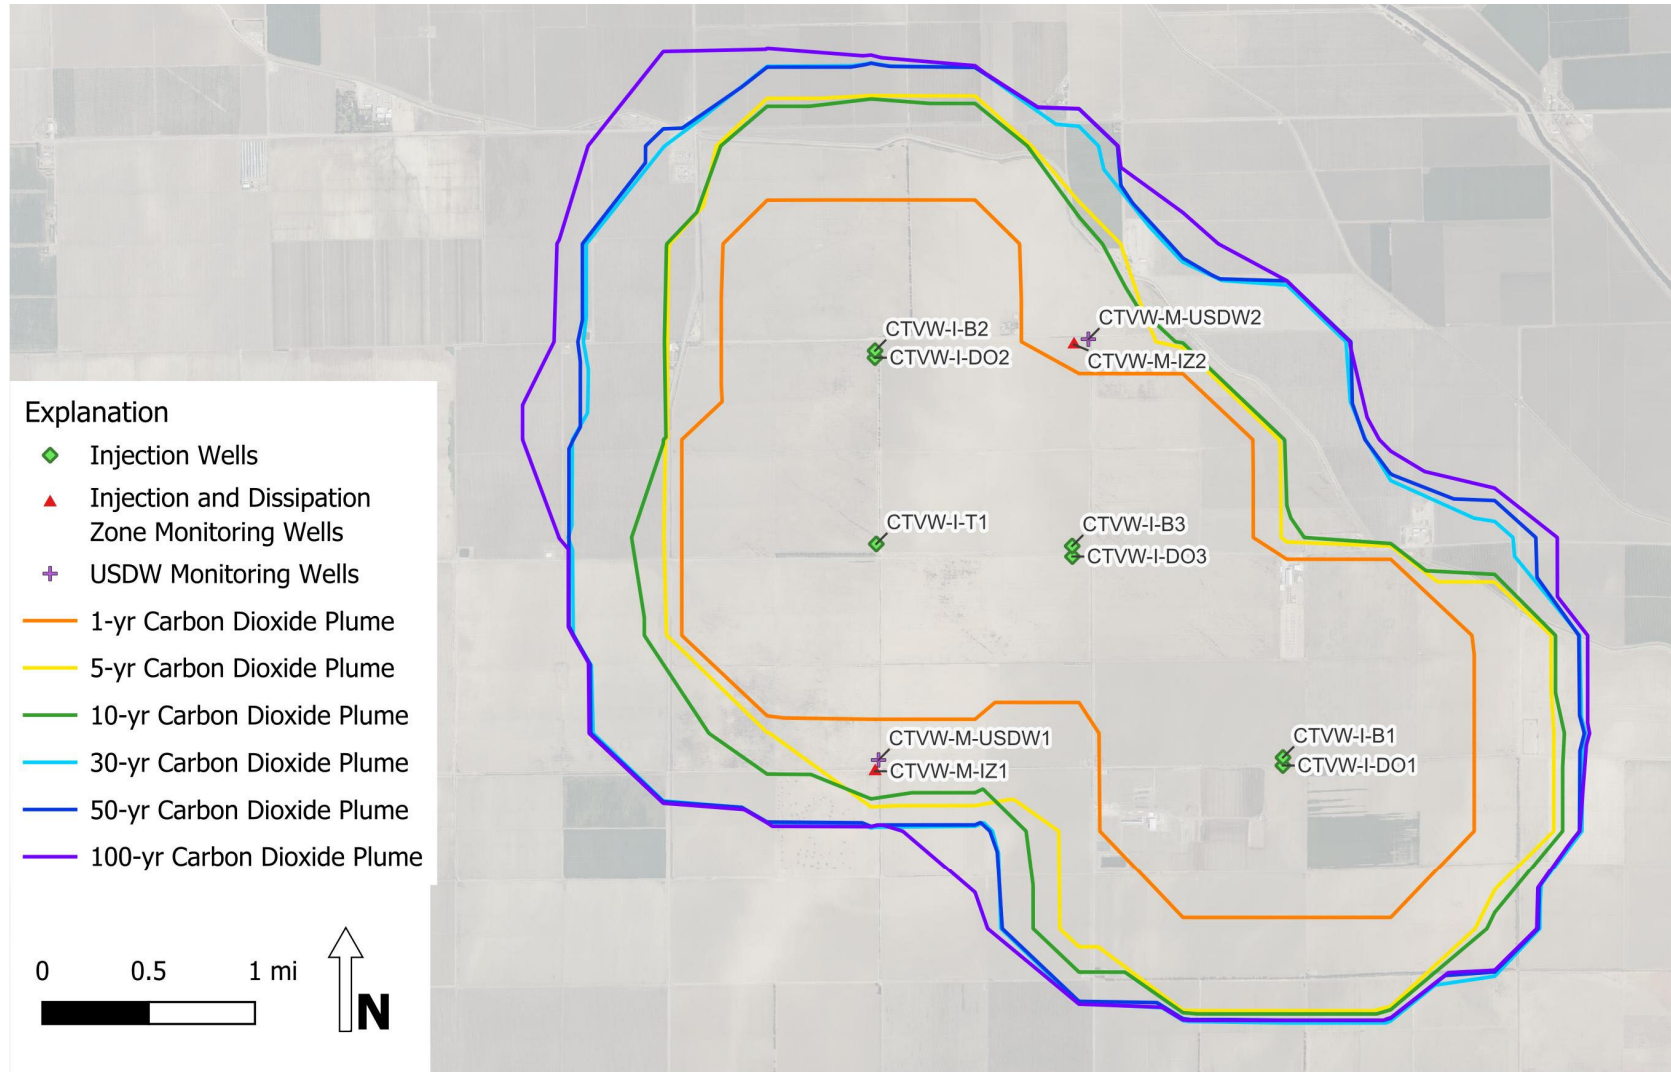 CTVW-M-USDW2
CTVW-I-B2
CTVW-I-DO2
CTVW-M-IZ2
CTVW-I-T1
CTVW-I-B3
CTVW-I-DO3
CTVW-M-USDW1
CTVW-M-IZ1
CTVW-I-B1
CTVW-I-DO1
Explanation
Injection Wells
Injection and Dissipation
Zone Monitoring Wells
USDW Monitoring Wells
1-yr Carbon Dioxide Plume
5-yr Carbon Dioxide Plume
10-yr Carbon Dioxide Plume
30-yr Carbon Dioxide Plume
50-yr Carbon Dioxide Plume
100-yr Carbon Dioxide Plume
0 0.5 1 mi
N